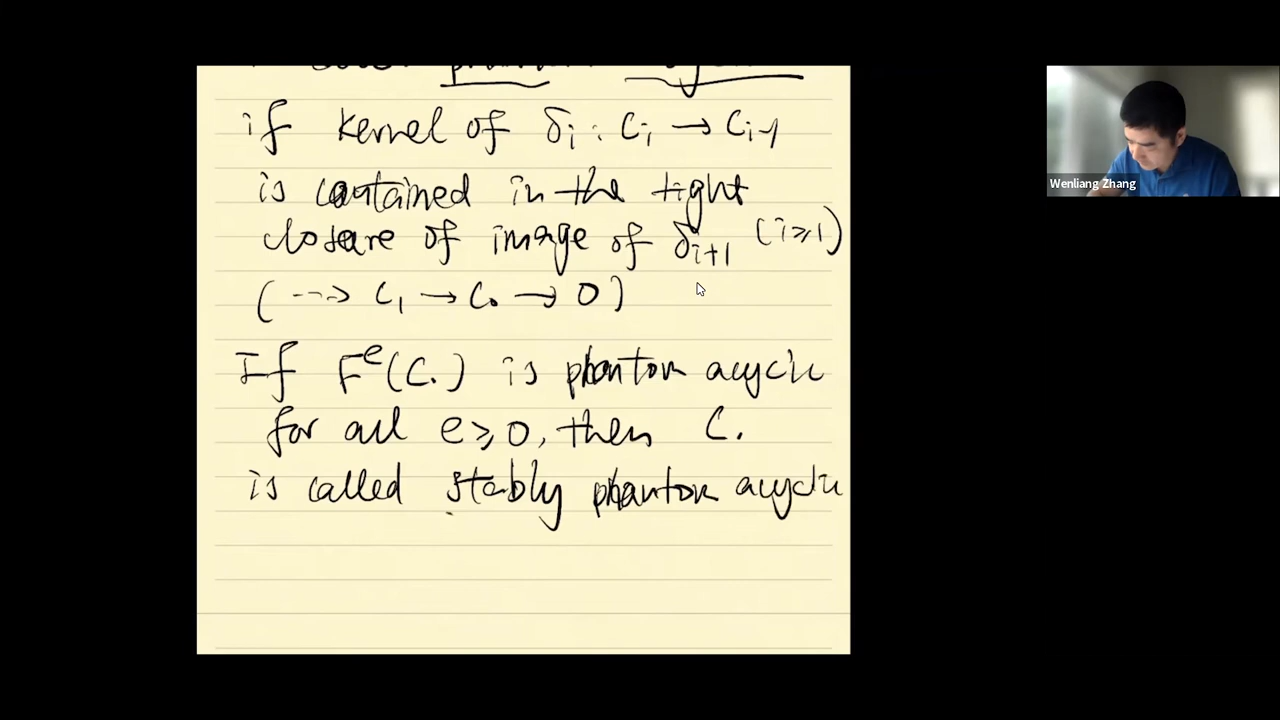 if kernel of δᵢ : Cᵢ → Cᵢ₋₁
is contained in the tight
closure of image of δᵢ₊₁ (i≥1)
( ⇢ C₁ → C₀ → 0 )
If Fᵉ(C.) is phantom acyclic
for all e≥0, then C.
is called stably phantom acyclic
Wenliang Zhang